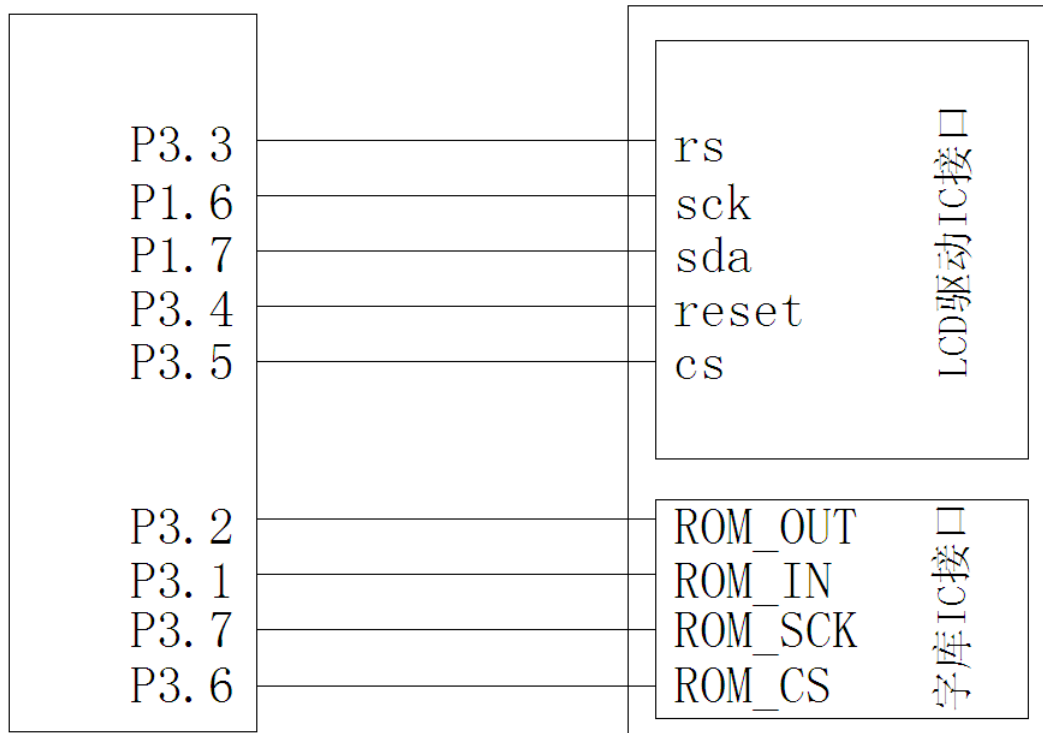 P3.3 rs
P1.6 sck
P1.7 sda
P3.4 reset
P3.5 cs
LCD驱动IC接口
P3.2 ROM_OUT
P3.1 ROM_IN
P3.7 ROM_SCK
P3.6 ROM_CS
字库IC接口